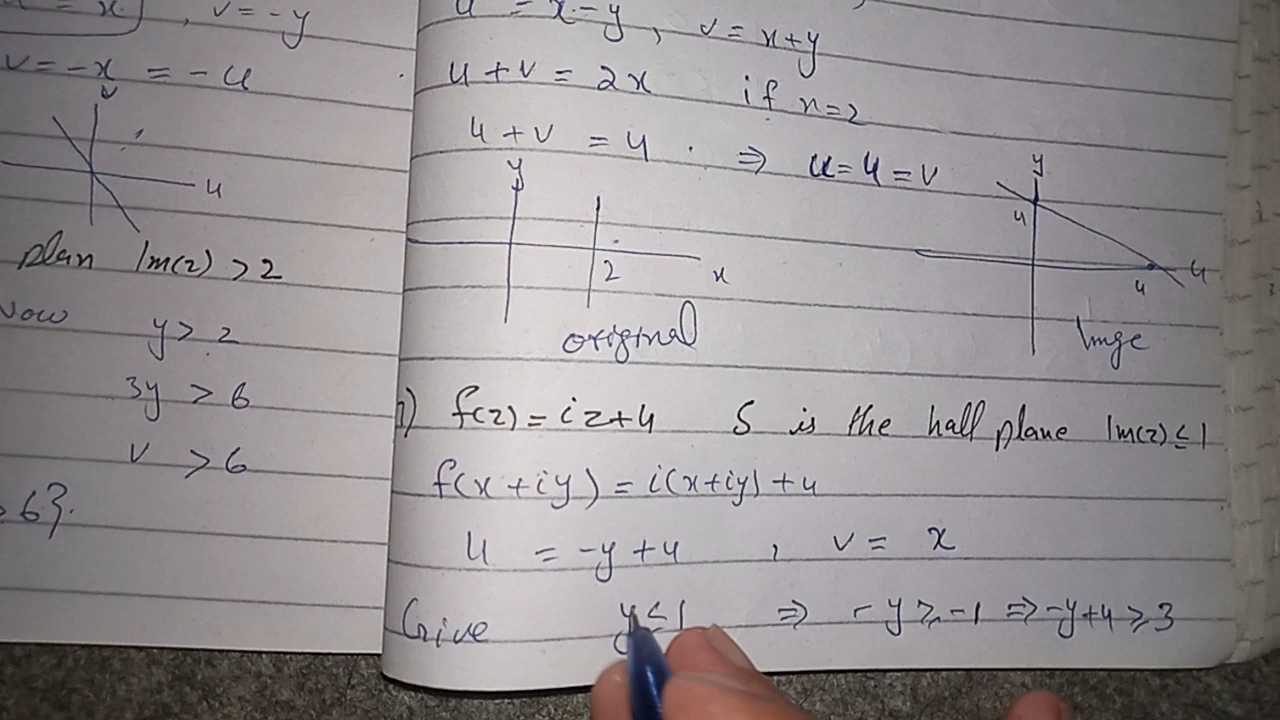 v = -y
v = -x = -u
v
u
plan Im(z) > 2
Now
y > 2
3y > 6
v > 6
6}.
u = x - y, v = x + y
u + v = 2x if x = 2
u + v = 4 . ⇒ u = 4 = v
y
2 x
original
y
4
4 u
Imge
f(z) = iz + 4 S is the half plane Im(z) ≤ 1
f(x + iy) = i(x + iy) + 4
u = -y + 4 , v = x
Give y ≤ 1 ⇒ -y ≥ -1 ⇒ -y + 4 ≥ 3